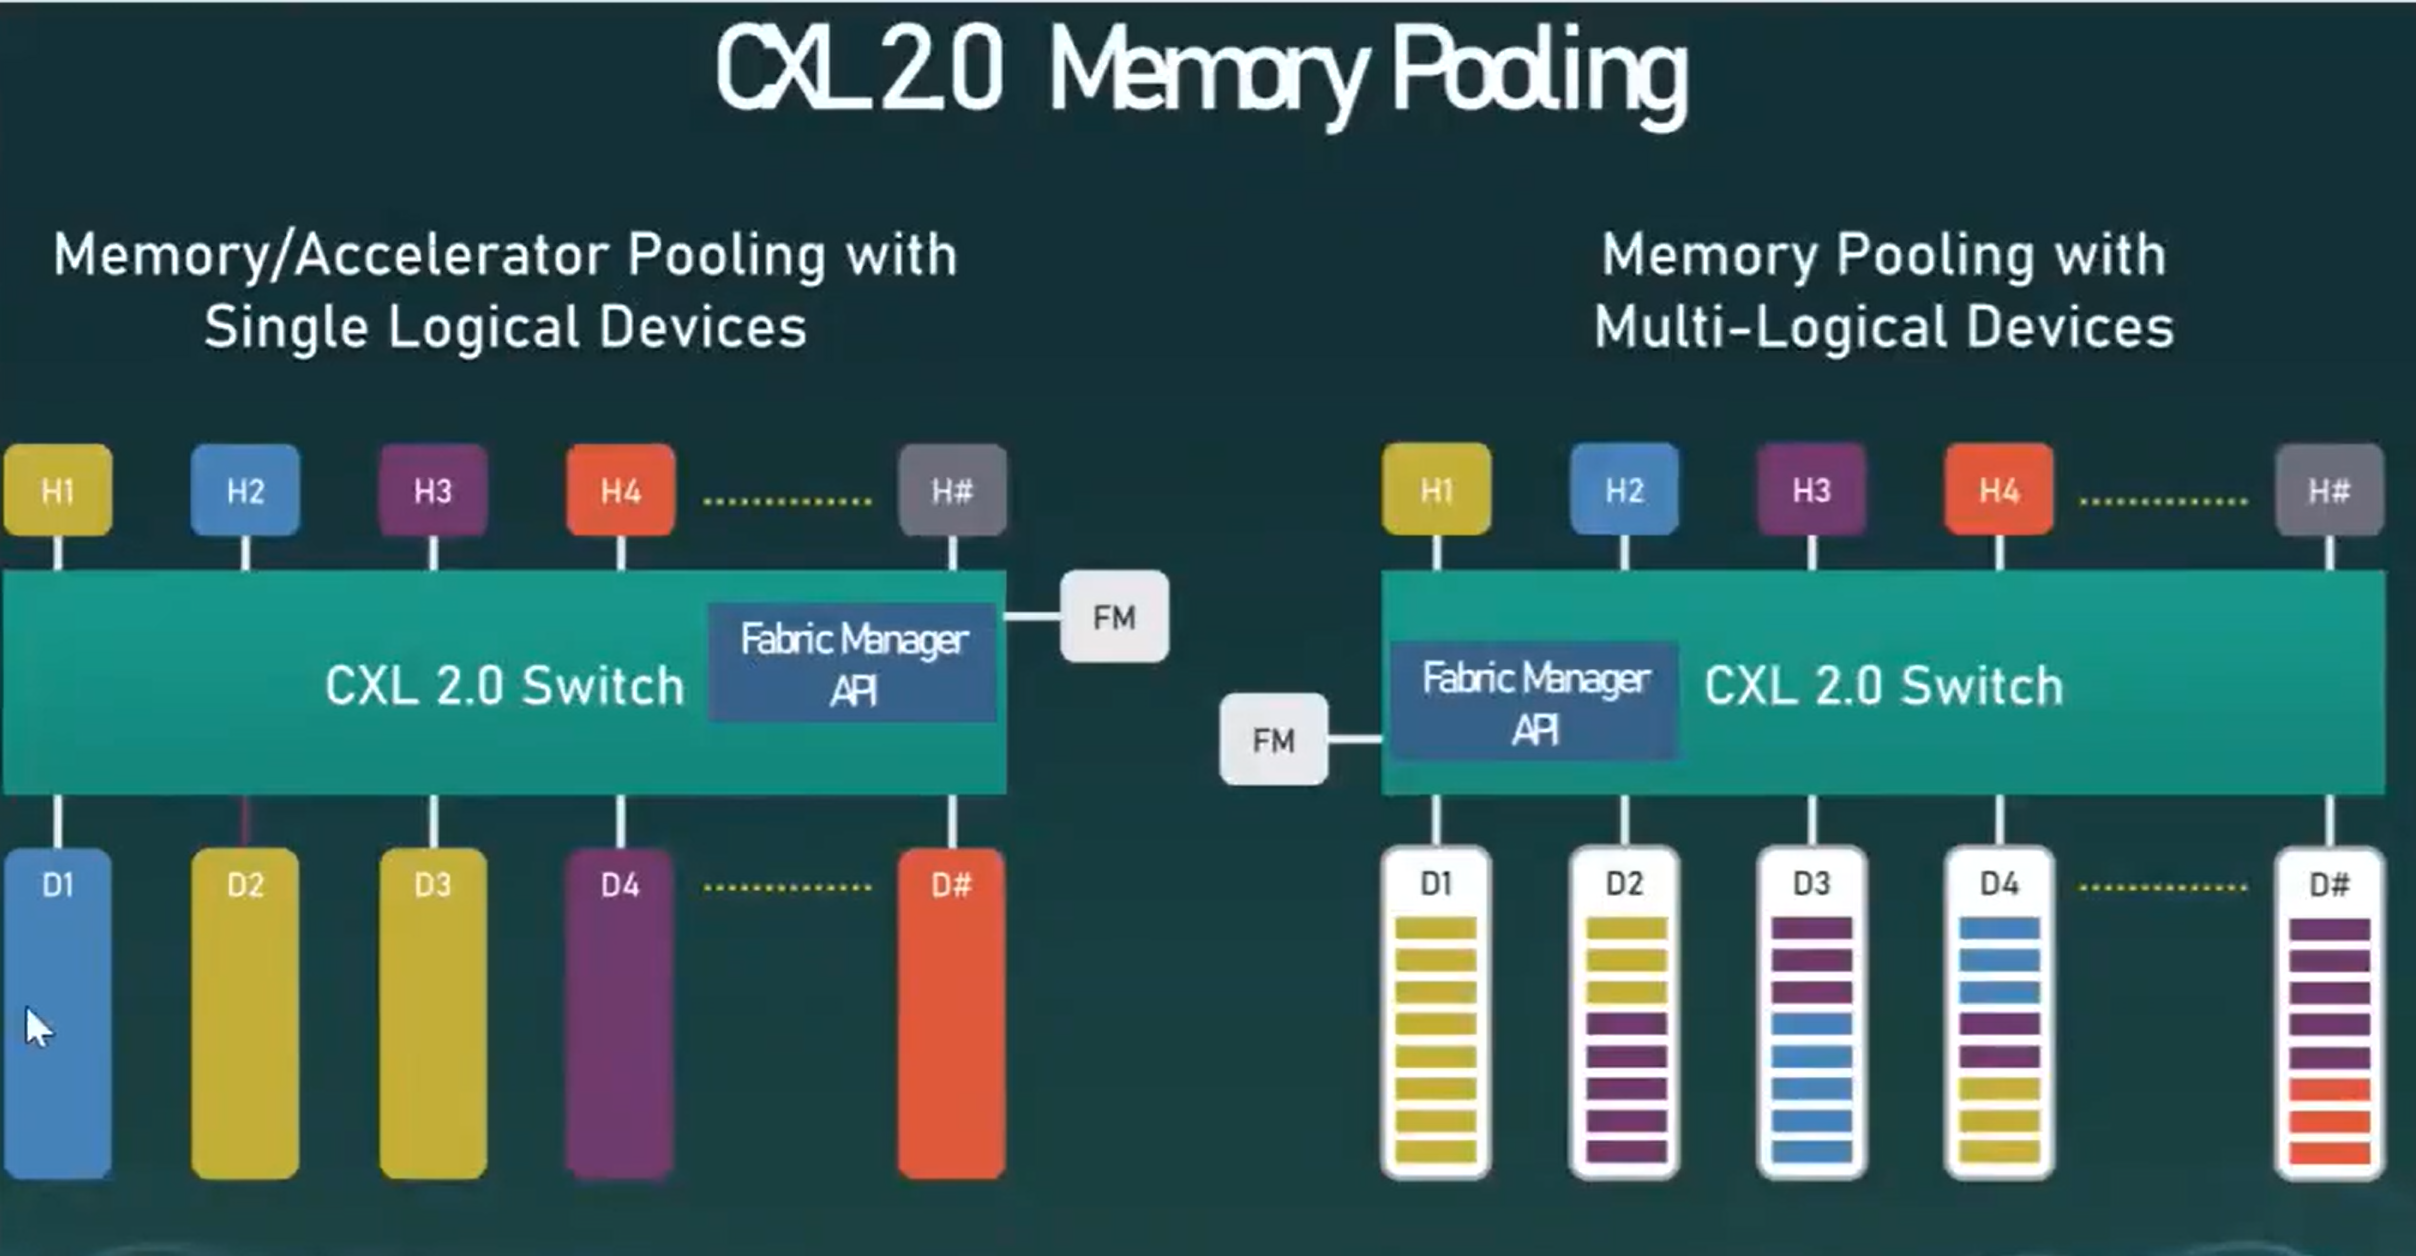 CXL 2.0 Memory Pooling
Memory/Accelerator Pooling with
Single Logical Devices
H1
H2
H3
H4
H#
CXL 2.0 Switch
Fabric Manager
API
FM
D1
D2
D3
D4
D#
Memory Pooling with
Multi-Logical Devices
H1
H2
H3
H4
H#
FM
Fabric Manager
API
CXL 2.0 Switch
D1
D2
D3
D4
D#